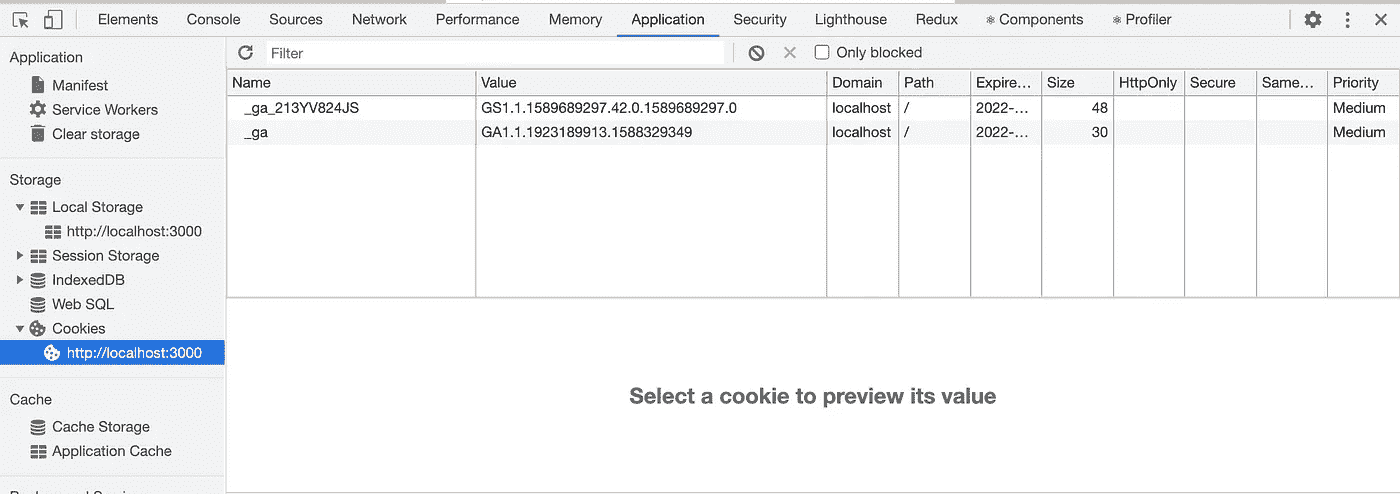 Elements Console Sources Network Performance Memory Application Security Lighthouse Redux Components Profiler
Application
Manifest
Service Workers
Clear storage
Storage
Local Storage
http://localhost:3000
Session Storage
IndexedDB
Web SQL
Cookies
http://localhost:3000
Cache
Cache Storage
Application Cache
Filter Only blocked
Name Value Domain Path Expire… Size HttpOnly Secure Same… Priority
_ga_213YV824JS GS1.1.1589689297.42.0.1589689297.0 localhost / 2022-… 48 Medium
_ga GA1.1.1923189913.1588329349 localhost / 2022-… 30 Medium
Select a cookie to preview its value